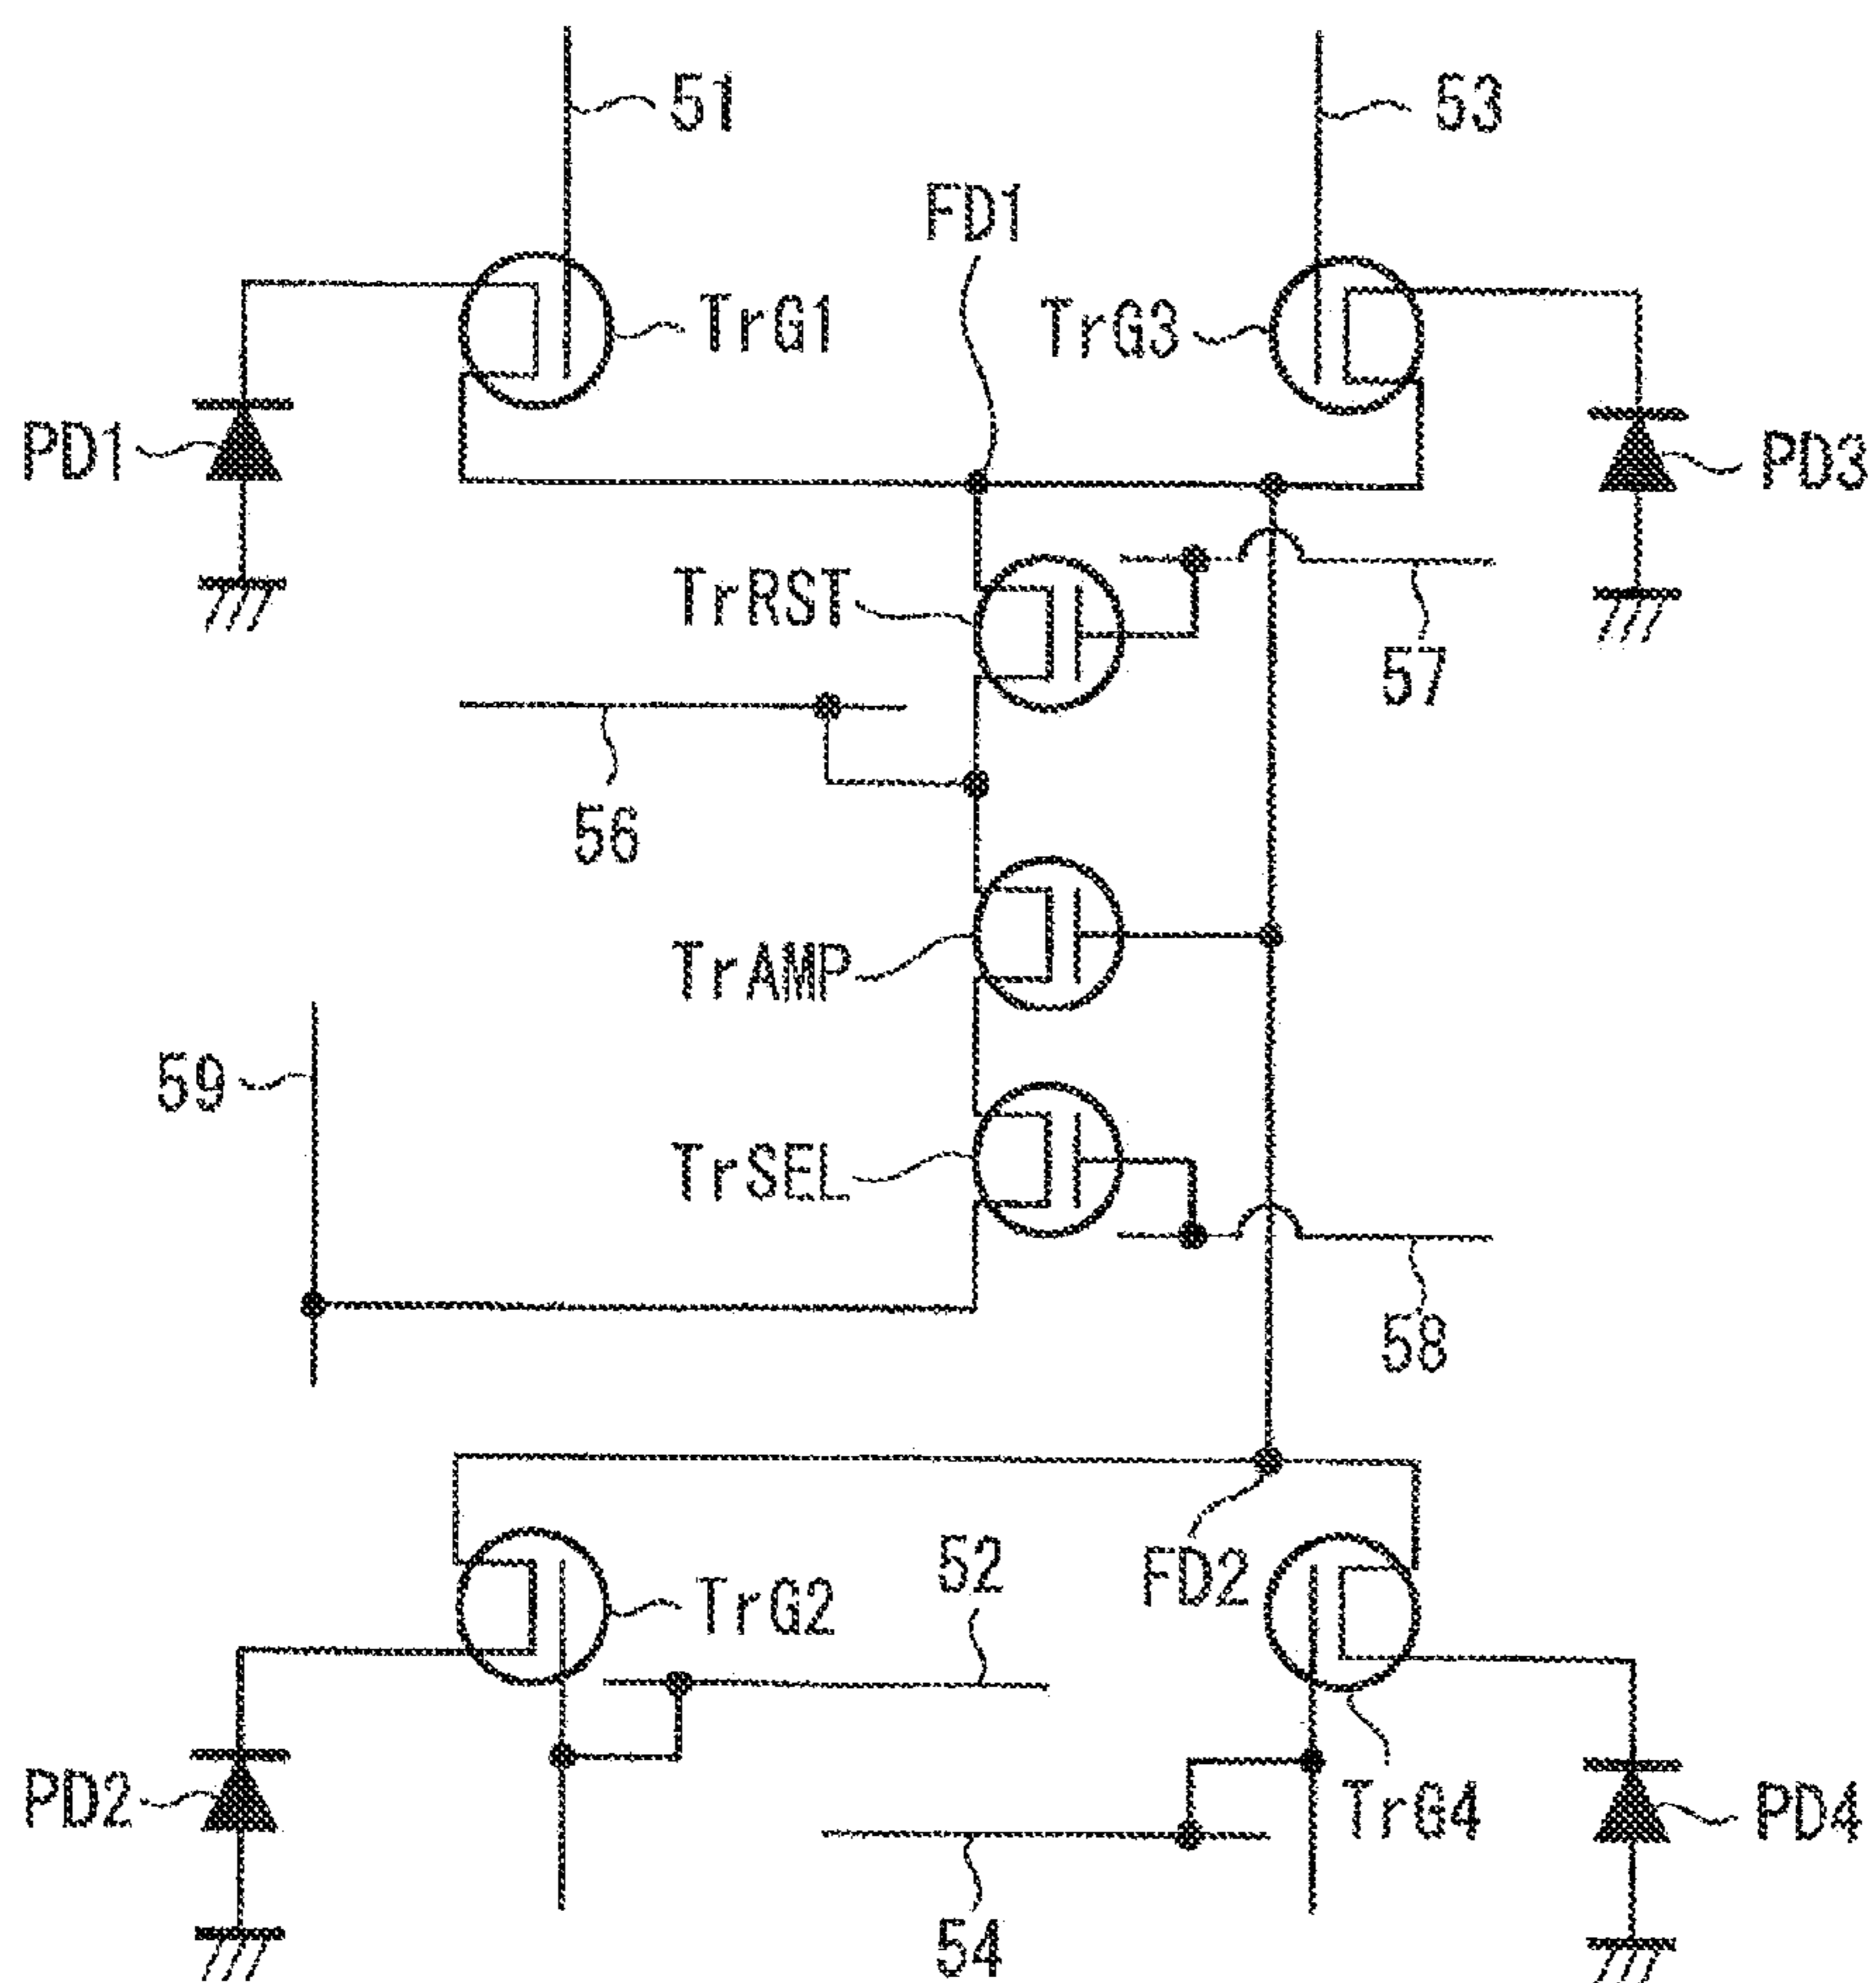 51
53
FD1
TrG1
TrG3
PD1
PD3
TrRST
57
56
TrAMP
59
TrSEL
58
52
FD2
TrG2
PD2
TrG4
PD4
54